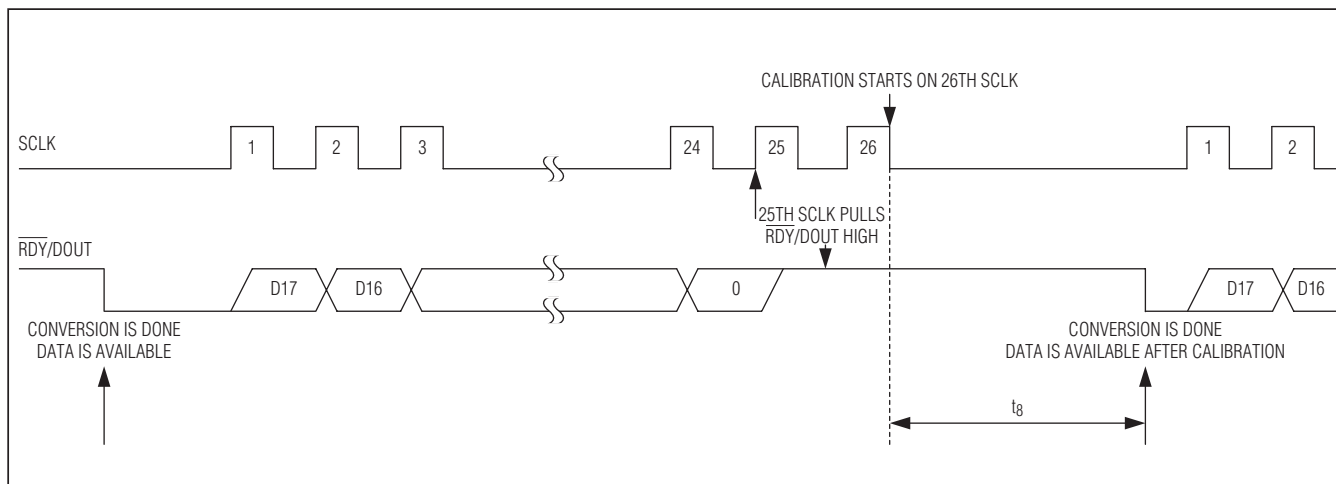 CALIBRATION STARTS ON 26TH SCLK
SCLK
1
2
3
24
25
26
1
2
25TH SCLK PULLS
R̅D̅Y̅/DOUT HIGH
R̅D̅Y̅/DOUT
D17
D16
0
D17
D16
CONVERSION IS DONE
DATA IS AVAILABLE
CONVERSION IS DONE
DATA IS AVAILABLE AFTER CALIBRATION
t8